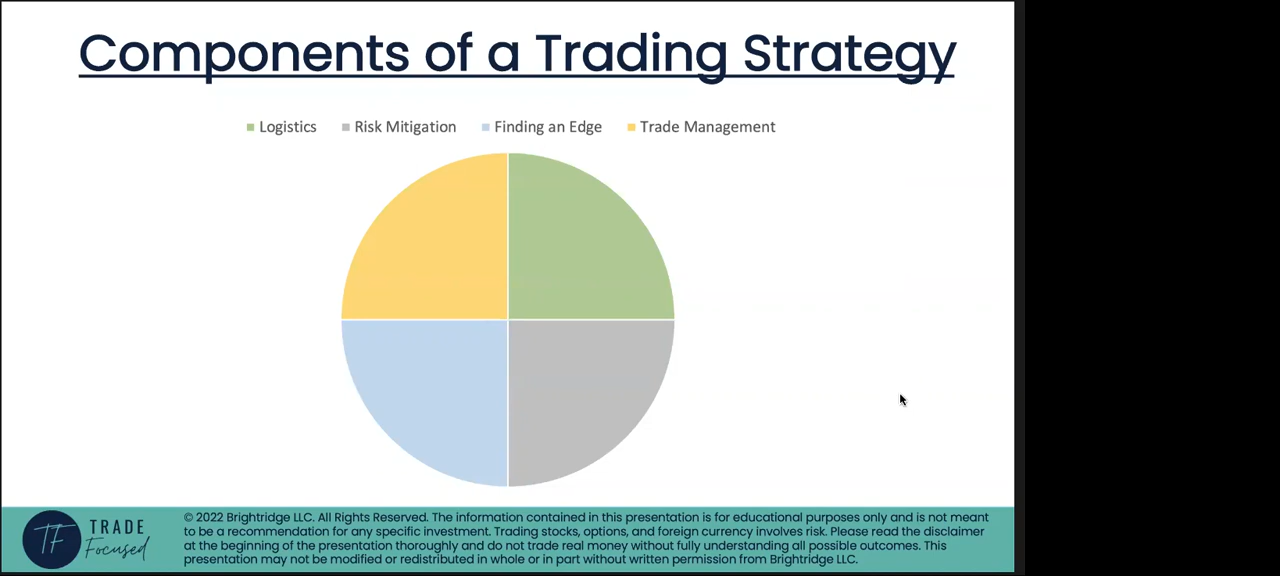 Components of a Trading Strategy
Logistics Risk Mitigation Finding an Edge Trade Management
TF
TRADE
Focused
© 2022 Brightridge LLC. All Rights Reserved. The information contained in this presentation is for educational purposes only and is not meant
to be a recommendation for any specific investment. Trading stocks, options, and foreign currency involves risk. Please read the disclaimer
at the beginning of the presentation thoroughly and do not trade real money without fully understanding all possible outcomes. This
presentation may not be modified or redistributed in whole or in part without written permission from Brightridge LLC.